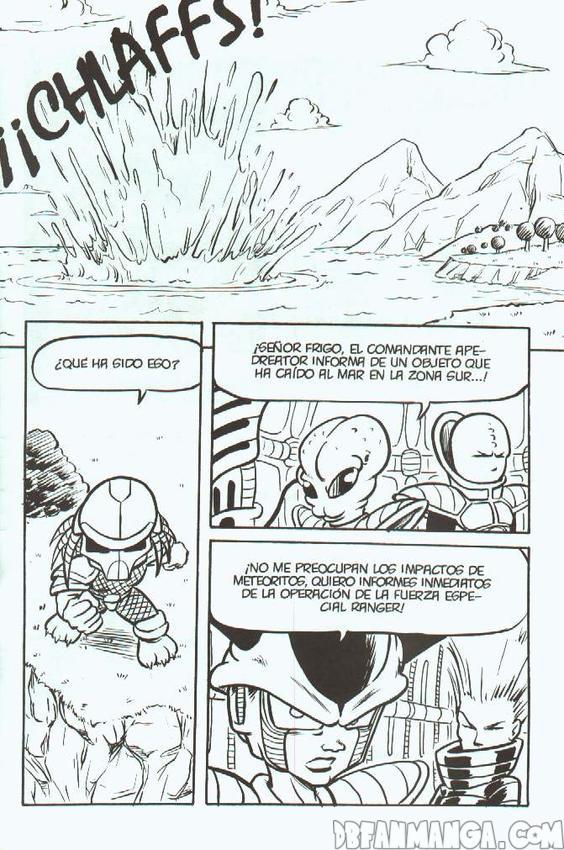 ¡¡CHLAFFS!
¿QUÉ HA SIDO ESO?
¡SEÑOR FRIGO, EL COMANDANTE APE-
DREATOR INFORMA DE UN OBJETO QUE
HA CAÍDO AL MAR EN LA ZONA SUR...!
¡NO ME PREOCUPAN LOS IMPACTOS DE
METEORITOS, QUIERO INFORMES INMEDIATOS
DE LA OPERACIÓN DE LA FUERZA ESPE-
CIAL RANGER!
DBFANMANGA.COM